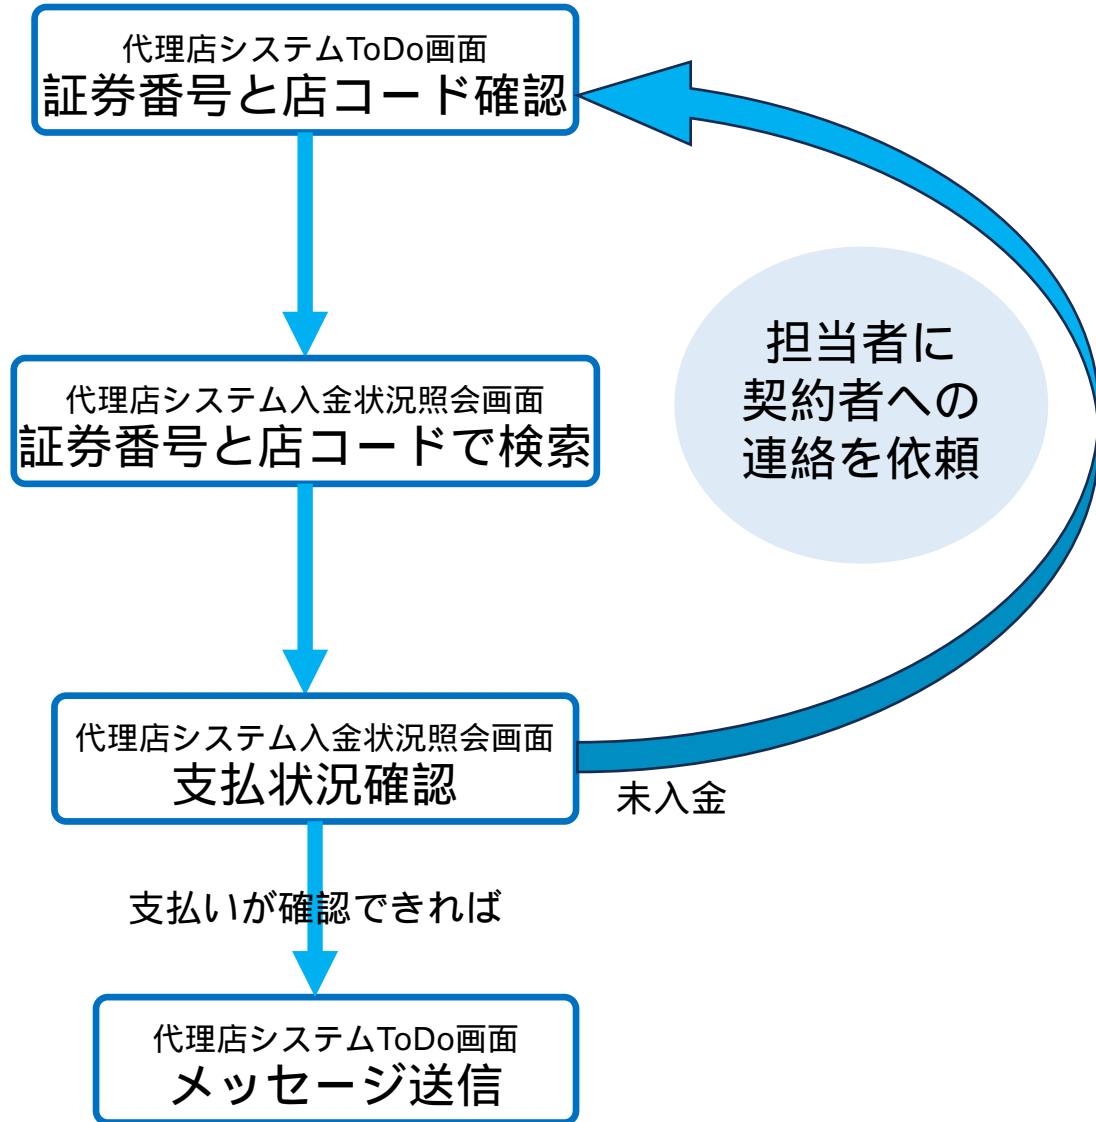 代理店システムToDo画面
証券番号と店コード確認
担当者に
契約者への
連絡を依頼
代理店システム入金状況照会画面
証券番号と店コードで検索
代理店システム入金状況照会画面
支払状況確認
未入金
支払いが確認できれば
代理店システムToDo画面
メッセージ送信